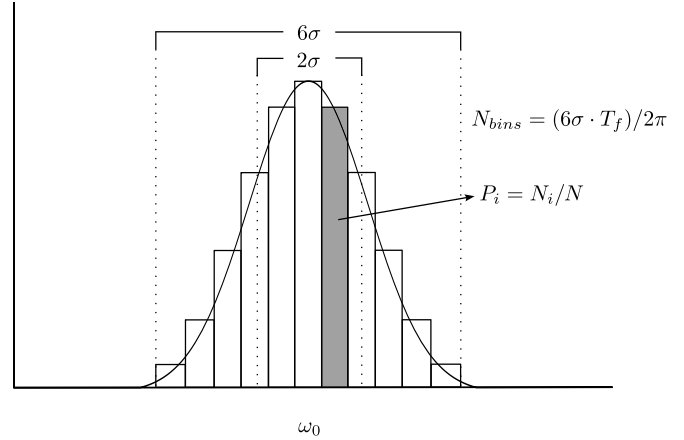 6σ
2σ
N_{bins} = (6σ · T_f)/2π
P_i = N_i/N
ω_0